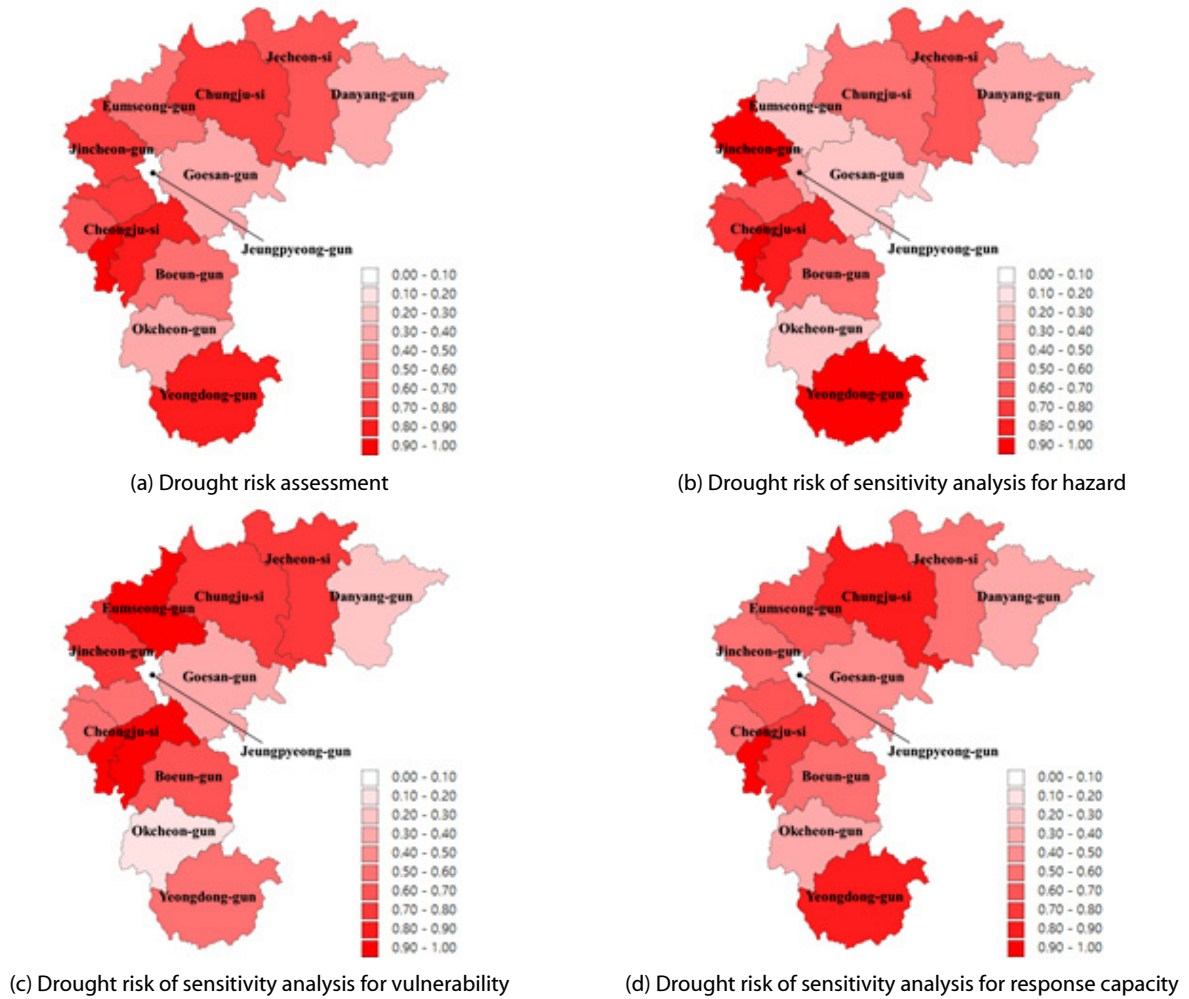 Jecheon-si
Chungju-si
Danyang-gun
Eumseong-gun
Jincheon-gun
Goesan-gun
Cheongju-si
Jeungpyeong-gun
Boeun-gun
Okcheon-gun
Yeongdong-gun
0.00 - 0.10
0.10 - 0.20
0.20 - 0.30
0.30 - 0.40
0.40 - 0.50
0.50 - 0.60
0.60 - 0.70
0.70 - 0.80
0.80 - 0.90
0.90 - 1.00
(a) Drought risk assessment
Jecheon-si
Chungju-si
Danyang-gun
Eumseong-gun
Jincheon-gun
Goesan-gun
Cheongju-si
Jeungpyeong-gun
Boeun-gun
Okcheon-gun
Yeongdong-gun
0.00 - 0.10
0.10 - 0.20
0.20 - 0.30
0.30 - 0.40
0.40 - 0.50
0.50 - 0.60
0.60 - 0.70
0.70 - 0.80
0.80 - 0.90
0.90 - 1.00
(b) Drought risk of sensitivity analysis for hazard
Jecheon-si
Chungju-si
Danyang-gun
Eumseong-gun
Jincheon-gun
Goesan-gun
Cheongju-si
Jeungpyeong-gun
Boeun-gun
Okcheon-gun
Yeongdong-gun
0.00 - 0.10
0.10 - 0.20
0.20 - 0.30
0.30 - 0.40
0.40 - 0.50
0.50 - 0.60
0.60 - 0.70
0.70 - 0.80
0.80 - 0.90
0.90 - 1.00
(c) Drought risk of sensitivity analysis for vulnerability
Jecheon-si
Chungju-si
Danyang-gun
Eumseong-gun
Jincheon-gun
Goesan-gun
Cheongju-si
Jeungpyeong-gun
Boeun-gun
Okcheon-gun
Yeongdong-gun
0.00 - 0.10
0.10 - 0.20
0.20 - 0.30
0.30 - 0.40
0.40 - 0.50
0.50 - 0.60
0.60 - 0.70
0.70 - 0.80
0.80 - 0.90
0.90 - 1.00
(d) Drought risk of sensitivity analysis for response capacity